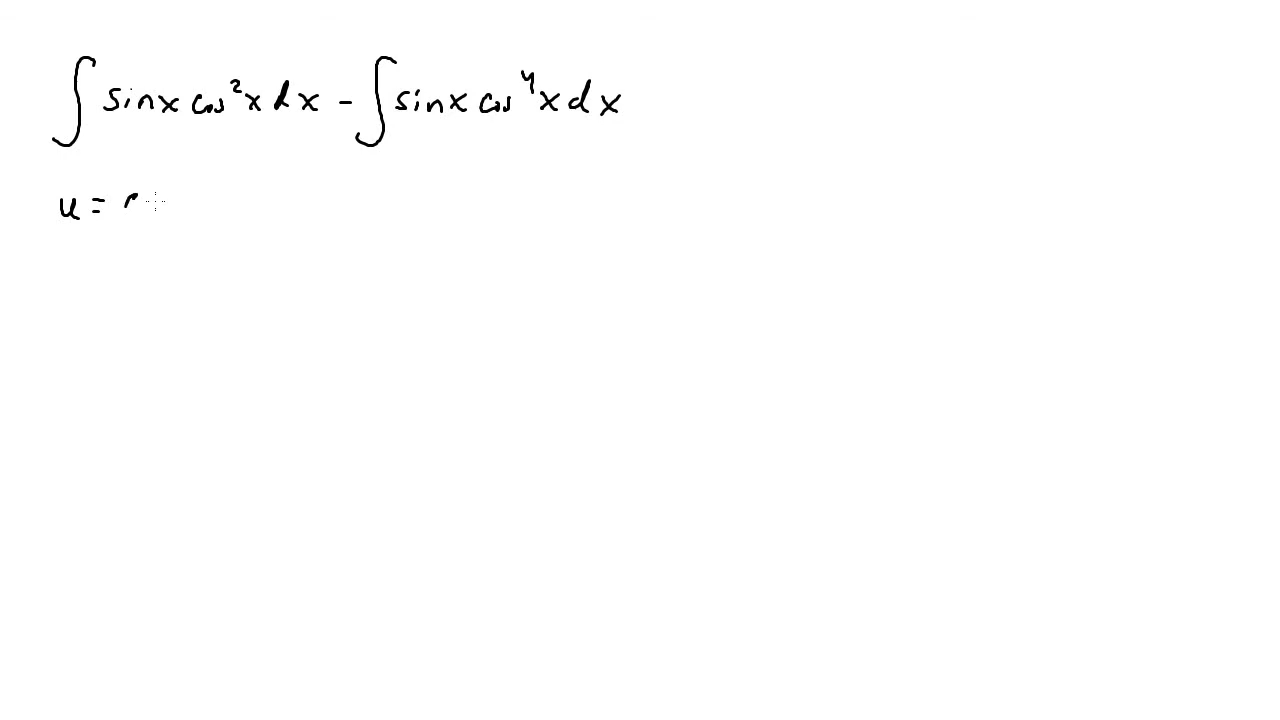 ∫ sinx cos²x dx - ∫ sinx cos⁴x dx
u =